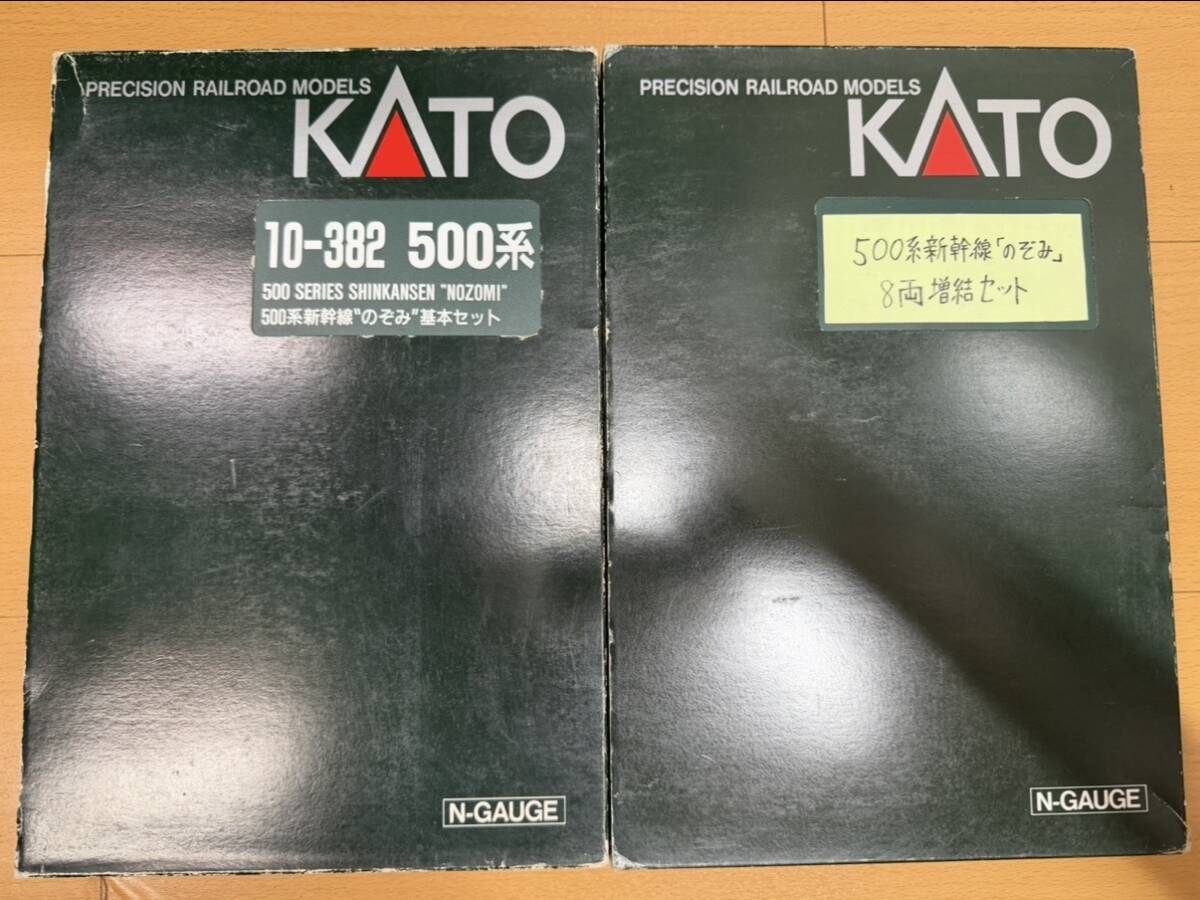 PRECISION RAILROAD MODELS
KATO
10-382 500系
500 SERIES SHINKANSEN "NOZOMI"
500系新幹線"のぞみ"基本セット
N-GAUGE
PRECISION RAILROAD MODELS
KATO
500系新幹線「のぞみ」
8両増結セット
N-GAUGE